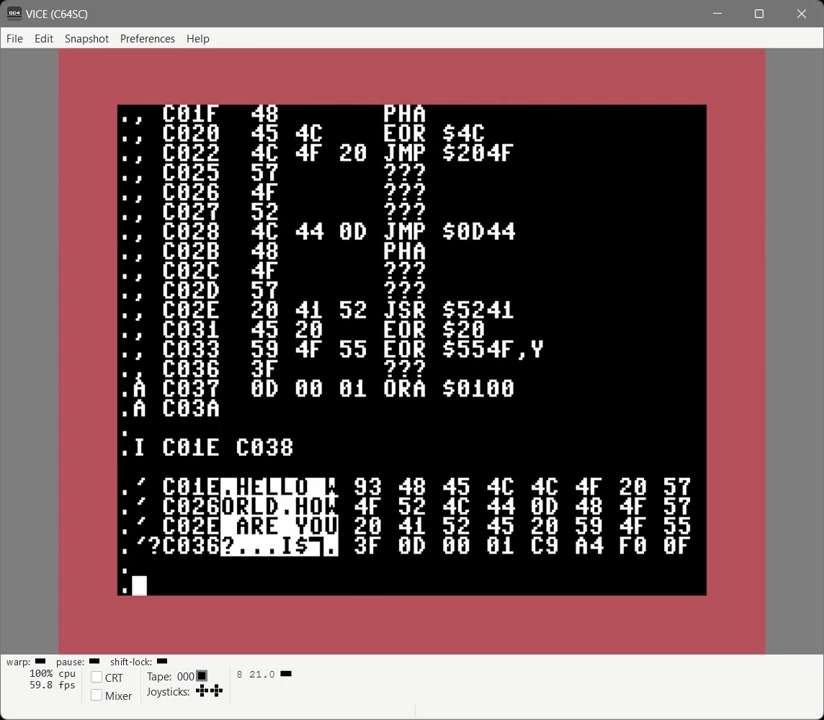 VICE (C64SC)
File Edit Snapshot Preferences Help
., C01F 48 PHA
., C020 45 4C EOR $4C
., C022 4C 4F 20 JMP $204F
., C025 57 ???
., C026 4F ???
., C027 52 ???
., C028 4C 44 0D JMP $0D44
., C02B 48 PHA
., C02C 4F ???
., C02D 57 ???
., C02E 20 41 52 JSR $5241
., C031 45 20 EOR $20
., C033 59 4F 55 EOR $554F,Y
., C036 3F ???
.A C037 0D 00 01 ORA $0100
.A C03A
.
.I C01E C038
.' C01E.HELLO W 93 48 45 4C 4C 4F 20 57
.' C026ORLD.HOW 4F 52 4C 44 0D 48 4F 57
.' C02E ARE YOU 20 41 52 45 20 59 4F 55
.'?C036?...I$┐. 3F 0D 00 01 C9 A4 F0 0F
.
.
warp: pause: shift-lock:
100% cpu CRT Tape: 000 8 21.0
59.8 fps Mixer Joysticks: